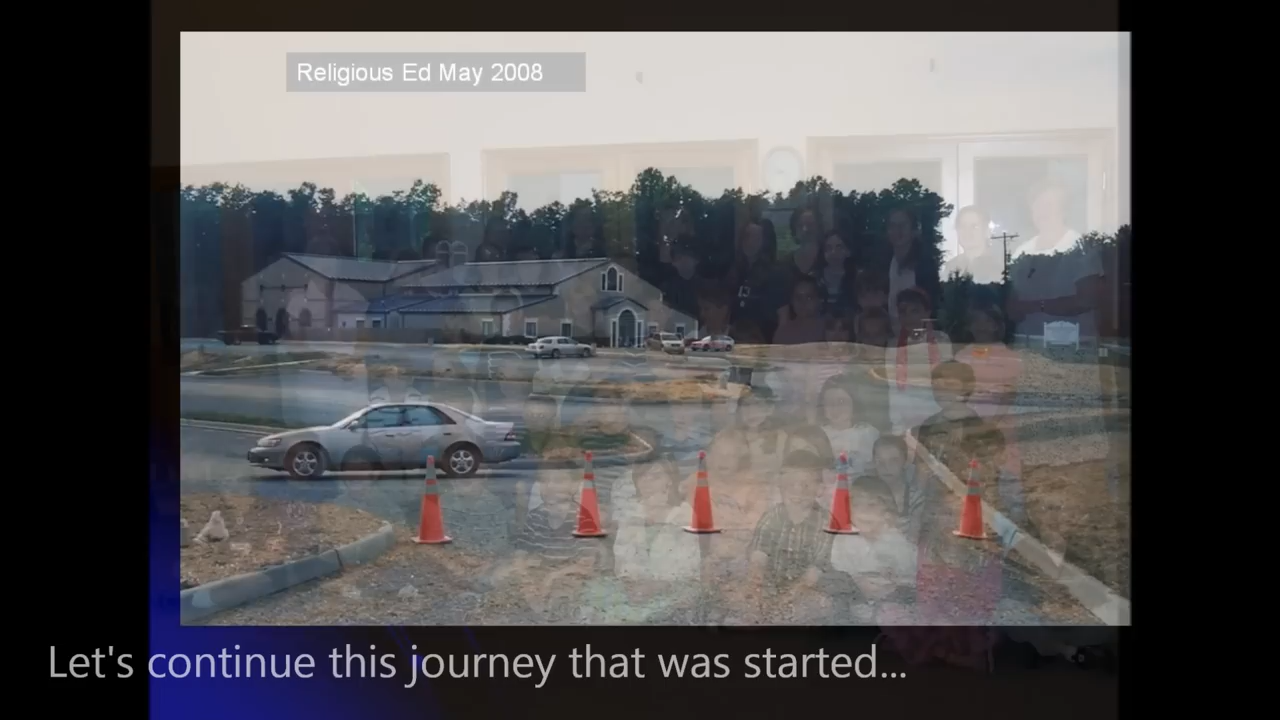 Religious Ed May 2008
Let's continue this journey that was started...